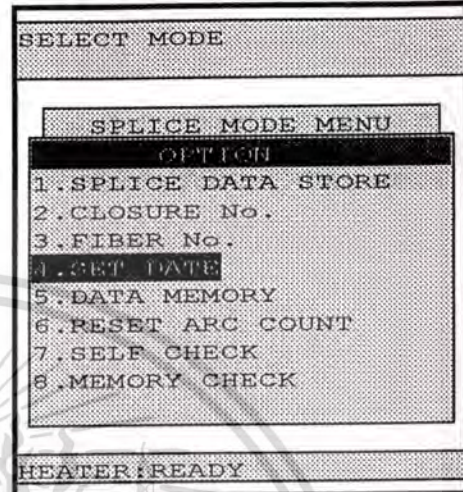 SELECT MODE
SPLICE MODE MENU
OPTION
1.SPLICE DATA STORE
2.CLOSURE No.
3.FIBER No.
4.SET DATE
5.DATA MEMORY
6.RESET ARC COUNT
7.SELF CHECK
8.MEMORY CHECK
HEATER:READY